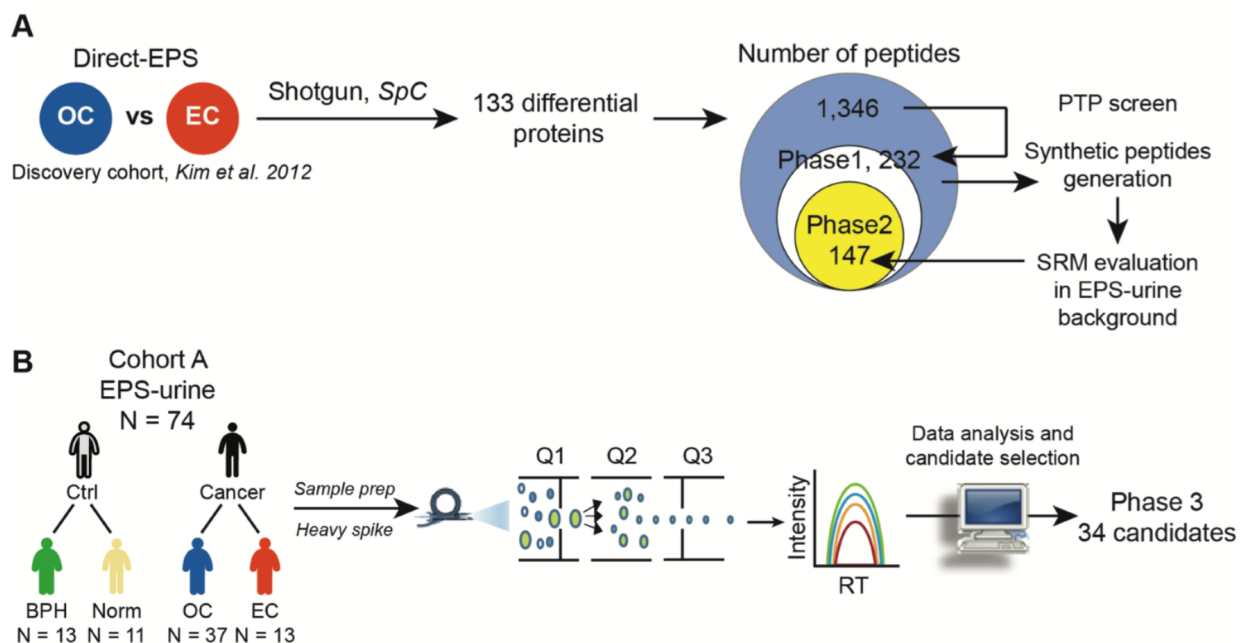 A
Direct-EPS
OC vs EC
Discovery cohort, Kim et al. 2012
Shotgun, SpC
133 differential
proteins
Number of peptides
1,346
Phase1, 232
Phase2
147
PTP screen
Synthetic peptides
generation
SRM evaluation
in EPS-urine
background
B
Cohort A
EPS-urine
N = 74
Ctrl
Cancer
BPH
Norm
OC
EC
N = 13
N = 11
N = 37
N = 13
Sample prep
Heavy spike
Q1
Q2
Q3
Intensity
RT
Data analysis and
candidate selection
Phase 3
34 candidates